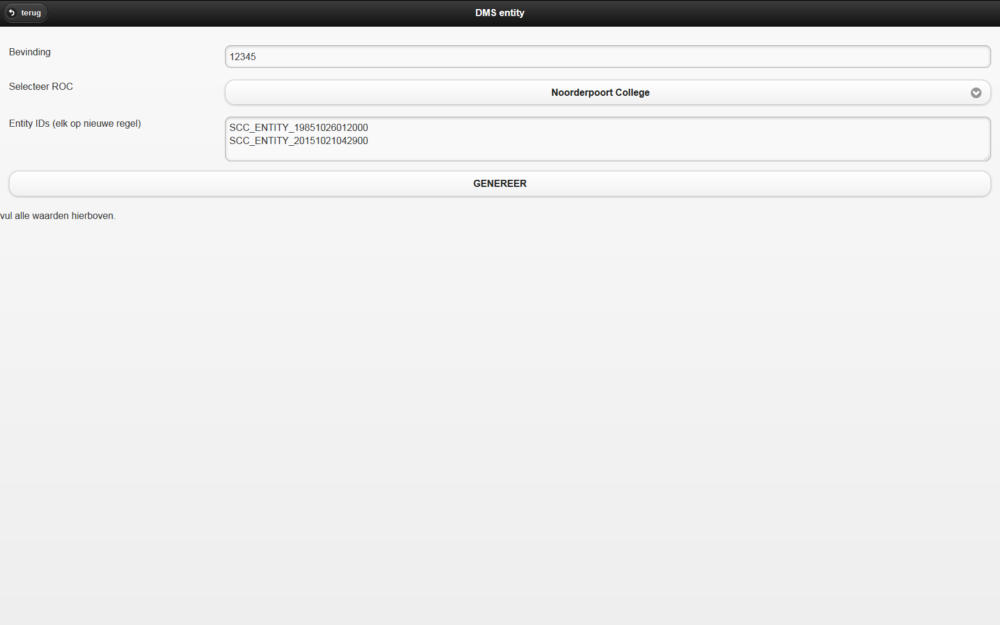 terug
DMS entity
Bevinding
12345
Selecteer ROC
Noorderpoort College
Entity IDs (elk op nieuwe regel)
SCC_ENTITY_19851026012000
SCC_ENTITY_20151021042900
GENEREER
vul alle waarden hierboven.